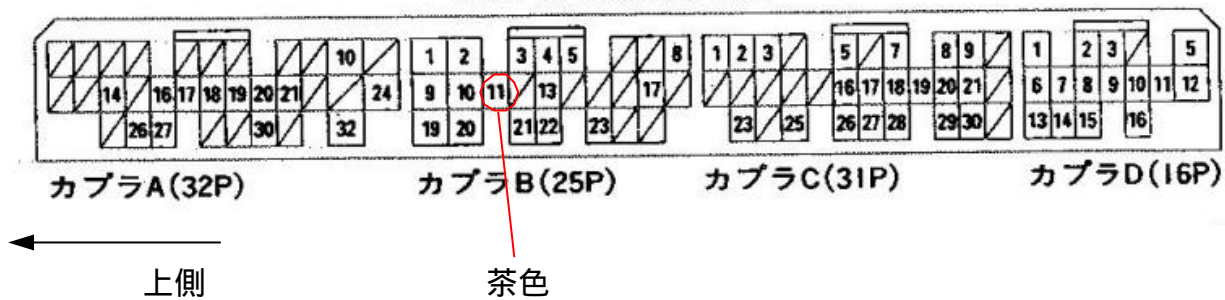 10 1 2 3 4 5 8 1 2 3 5 7 8 9 1 2 3 5
14 16 17 18 19 20 21 24 9 10 11 13 17 16 17 18 19 20 21 6 7 8 9 10 11 12
26 27 30 32 19 20 21 22 23 23 25 26 27 28 29 30 13 14 15 16
カプラA(32P) カプラB(25P) カプラC(31P) カプラD(16P)
上側 茶色